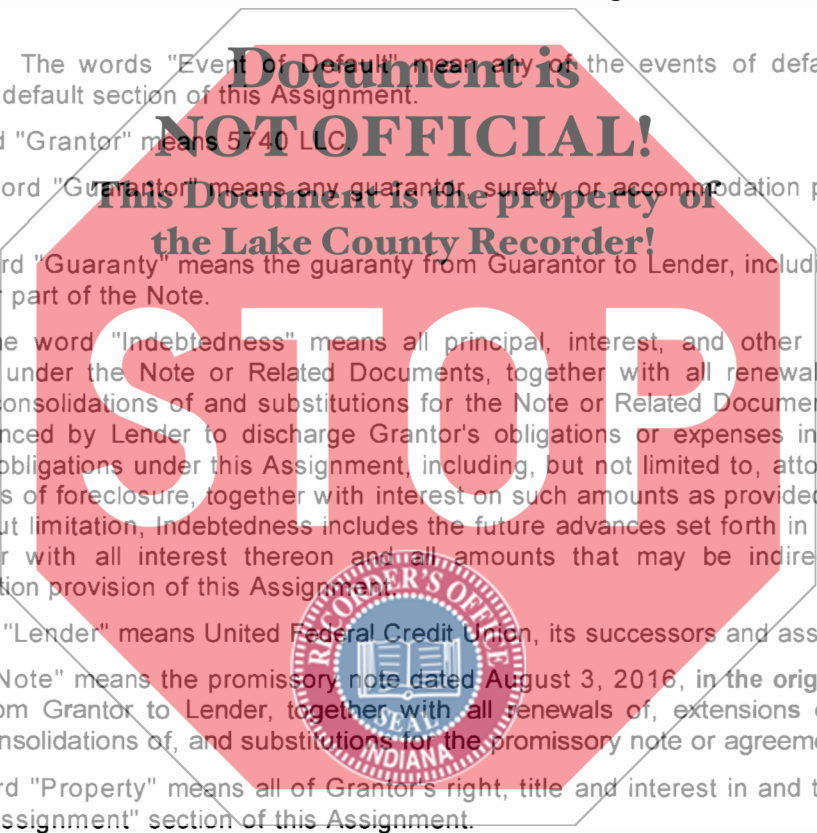 The words "Event of Default" mean any of the events of defa
default section of this Assignment.
d "Grantor" means 5740 LLC.
ord "Guarantor" means any guarantor, surety, or accommodation p
rd "Guaranty" means the guaranty from Guarantor to Lender, includi
part of the Note.
e word "Indebtedness" means all principal, interest, and other
under the Note or Related Documents, together with all renewal
onsolidations of and substitutions for the Note or Related Documen
nced by Lender to discharge Grantor's obligations or expenses in
obligations under this Assignment, including, but not limited to, atto
s of foreclosure, together with interest on such amounts as provided
ut limitation, Indebtedness includes the future advances set forth in
r with all interest thereon and all amounts that may be indire
tion provision of this Assignment.
"Lender" means United Federal Credit Union, its successors and ass
Note" means the promissory note dated August 3, 2016, in the orig
om Grantor to Lender, together with all renewals of, extensions o
nsolidations of, and substitutions for the promissory note or agreeme
rd "Property" means all of Grantor's right, title and interest in and t
ssignment" section of this Assignment.
Document is
NOT OFFICIAL!
This Document is the property of
the Lake County Recorder!
STOP
RECORDER'S OFFICE
SEAL
INDIANA